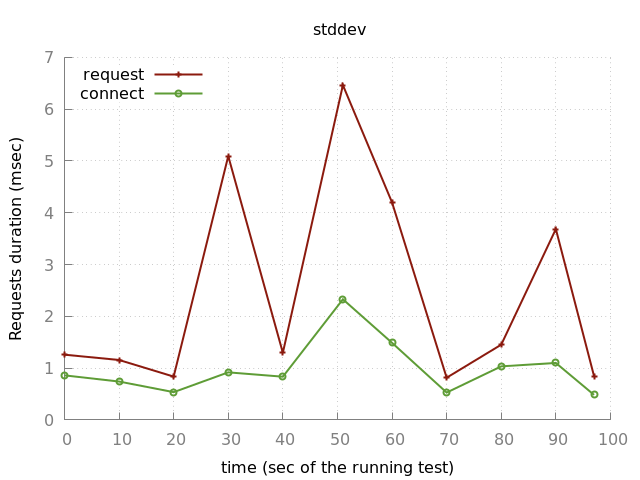 stddev
request
connect
Requests duration (msec)
7
6
5
4
3
2
1
0
0 10 20 30 40 50 60 70 80 90 100
time (sec of the running test)